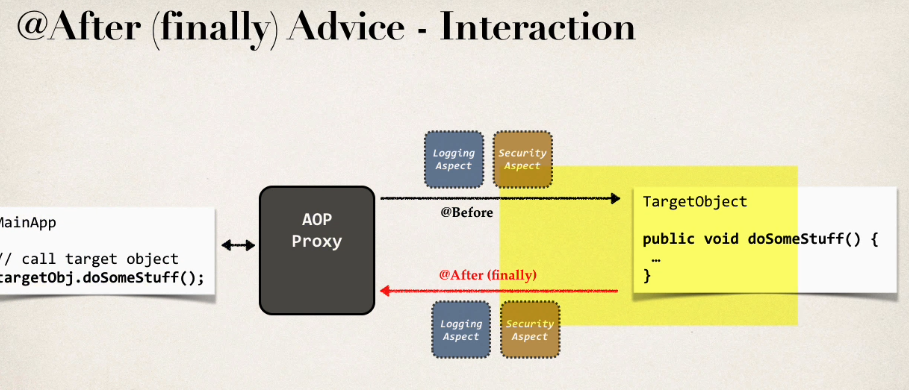 @After (finally) Advice - Interaction
Logging
Aspect
Security
Aspect
MainApp
// call target object
targetObj.doSomeStuff();
AOP
Proxy
@Before
TargetObject
public void doSomeStuff() {
…
}
@After (finally)
Logging
Aspect
Security
Aspect